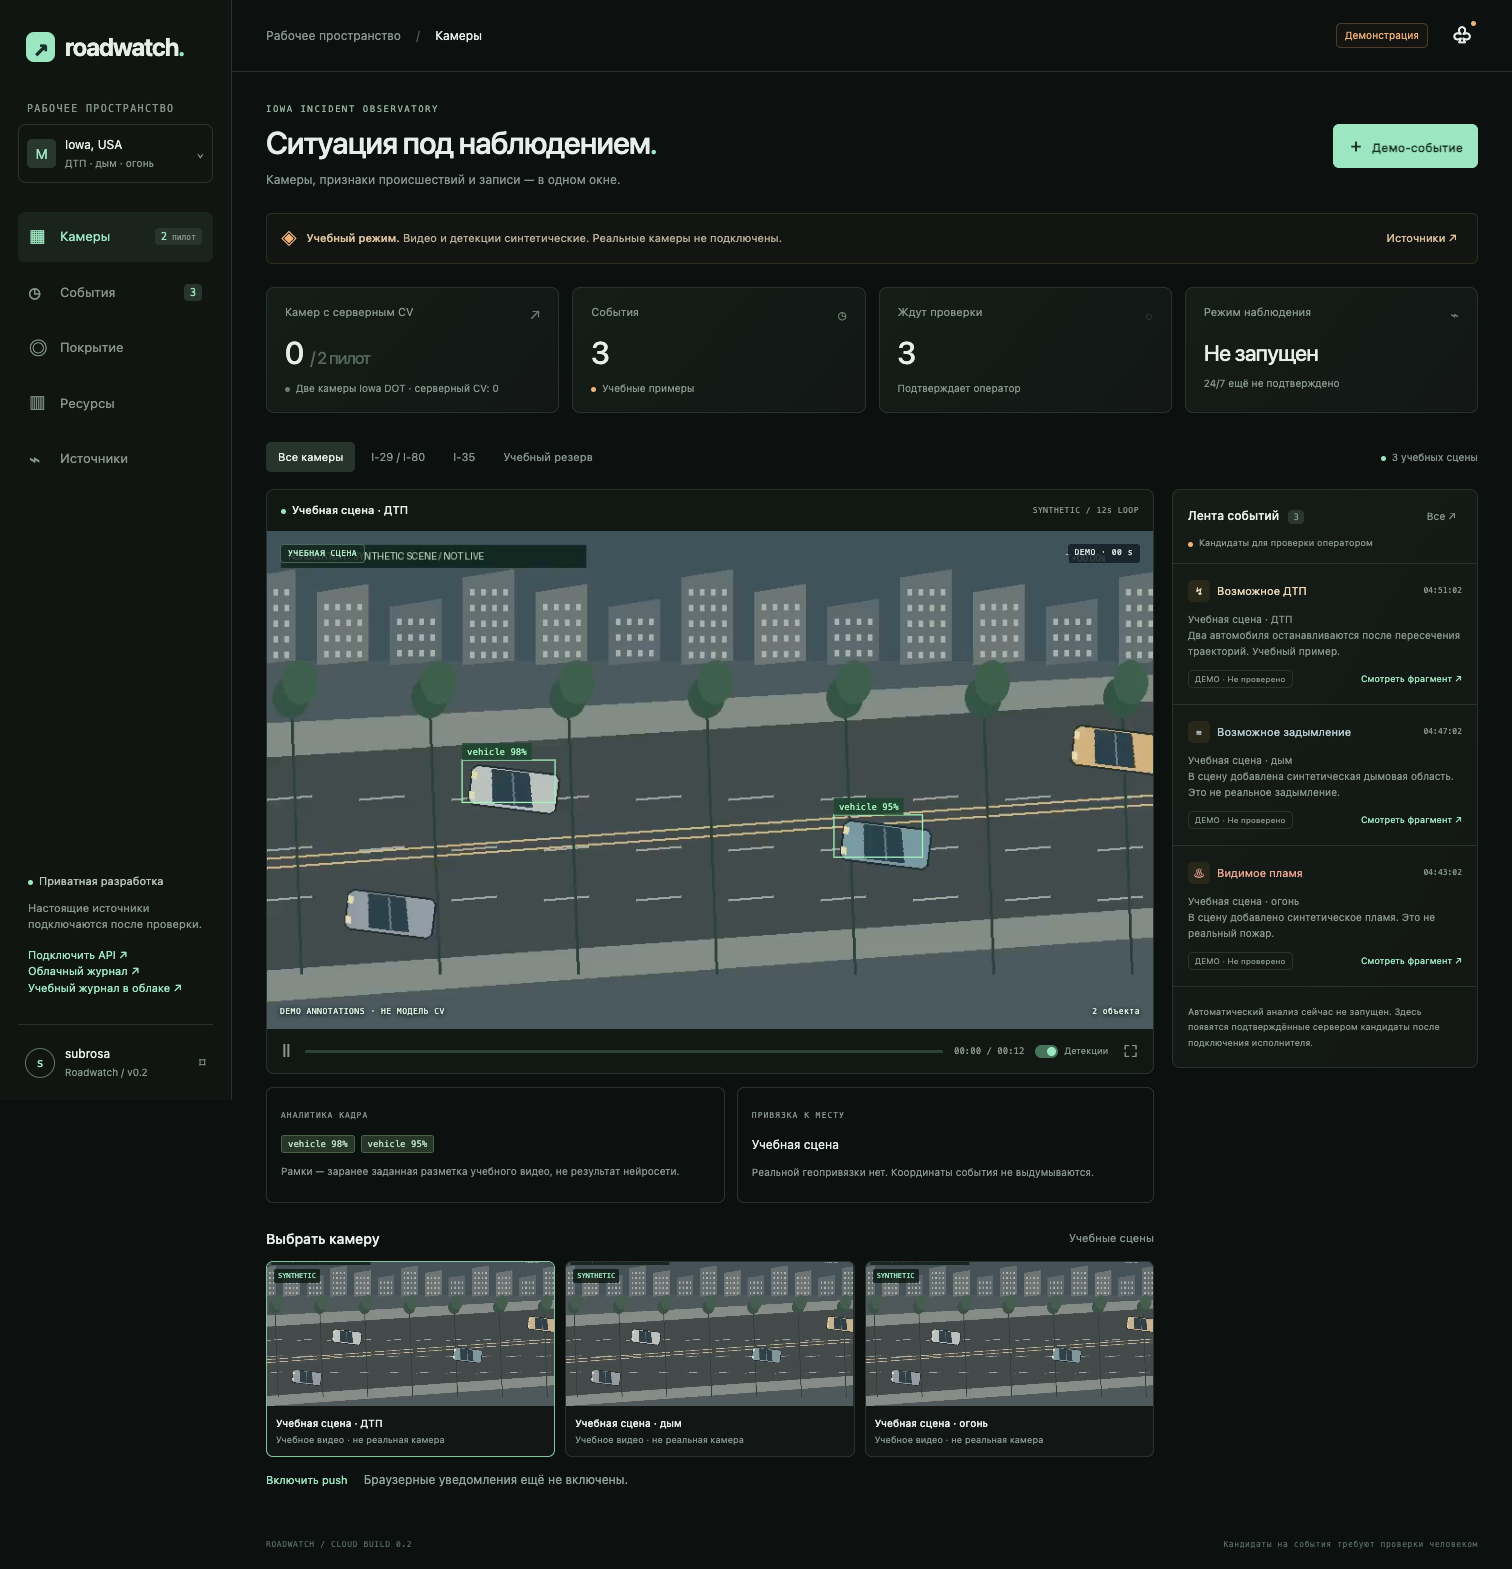 roadwatch.
РАБОЧЕЕ ПРОСТРАНСТВО
М
Iowa, USA
ДТП · дым · огонь
Камеры
2 пилот
События
3
Покрытие
Ресурсы
Источники
Приватная разработка
Настоящие источники
подключаются после проверки.
Подключить API ↗
Облачный журнал ↗
Учебный журнал в облаке ↗
S
subrosa
Roadwatch / v0.2
Рабочее пространство / Камеры
Демонстрация
IOWA INCIDENT OBSERVATORY
Ситуация под наблюдением.
Камеры, признаки происшествий и записи — в одном окне.
+ Демо-событие
Учебный режим. Видео и детекции синтетические. Реальные камеры не подключены.
Источники ↗
Камер с серверным CV
0 / 2 пилот
Две камеры Iowa DOT · серверный CV: 0
События
3
Учебные примеры
Ждут проверки
3
Подтверждает оператор
Режим наблюдения
Не запущен
24/7 ещё не подтверждено
Все камеры
I-29 / I-80
I-35
Учебный резерв
3 учебных сцены
Учебная сцена · ДТП
SYNTHETIC / 12s LOOP
УЧЕБНАЯ СЦЕНА
NTHETIC SCENE / NOT LIVE
DEMO · 00 s
vehicle 98%
vehicle 95%
DEMO ANNOTATIONS · НЕ МОДЕЛЬ CV
2 объекта
00:00 / 00:12
Детекции
Лента событий 3
Все ↗
Кандидаты для проверки оператором
Возможное ДТП
04:51:02
Учебная сцена · ДТП
Два автомобиля останавливаются после пересечения
траекторий. Учебный пример.
ДЕМО · Не проверено
Смотреть фрагмент ↗
Возможное задымление
04:47:02
Учебная сцена · дым
В сцену добавлена синтетическая дымовая область.
Это не реальное задымление.
ДЕМО · Не проверено
Смотреть фрагмент ↗
Видимое пламя
04:43:02
Учебная сцена · огонь
В сцену добавлено синтетическое пламя. Это не
реальный пожар.
ДЕМО · Не проверено
Смотреть фрагмент ↗
Автоматический анализ сейчас не запущен. Здесь
появятся подтверждённые сервером кандидаты после
подключения исполнителя.
АНАЛИТИКА КАДРА
vehicle 98%
vehicle 95%
Рамки — заранее заданная разметка учебного видео, не результат нейросети.
ПРИВЯЗКА К МЕСТУ
Учебная сцена
Реальной геопривязки нет. Координаты события не выдумываются.
Выбрать камеру
Учебные сцены
SYNTHETIC
Учебная сцена · ДТП
Учебное видео · не реальная камера
SYNTHETIC
Учебная сцена · дым
Учебное видео · не реальная камера
SYNTHETIC
Учебная сцена · огонь
Учебное видео · не реальная камера
Включить push
Браузерные уведомления ещё не включены.
ROADWATCH / CLOUD BUILD 0.2
Кандидаты на события требуют проверки человеком